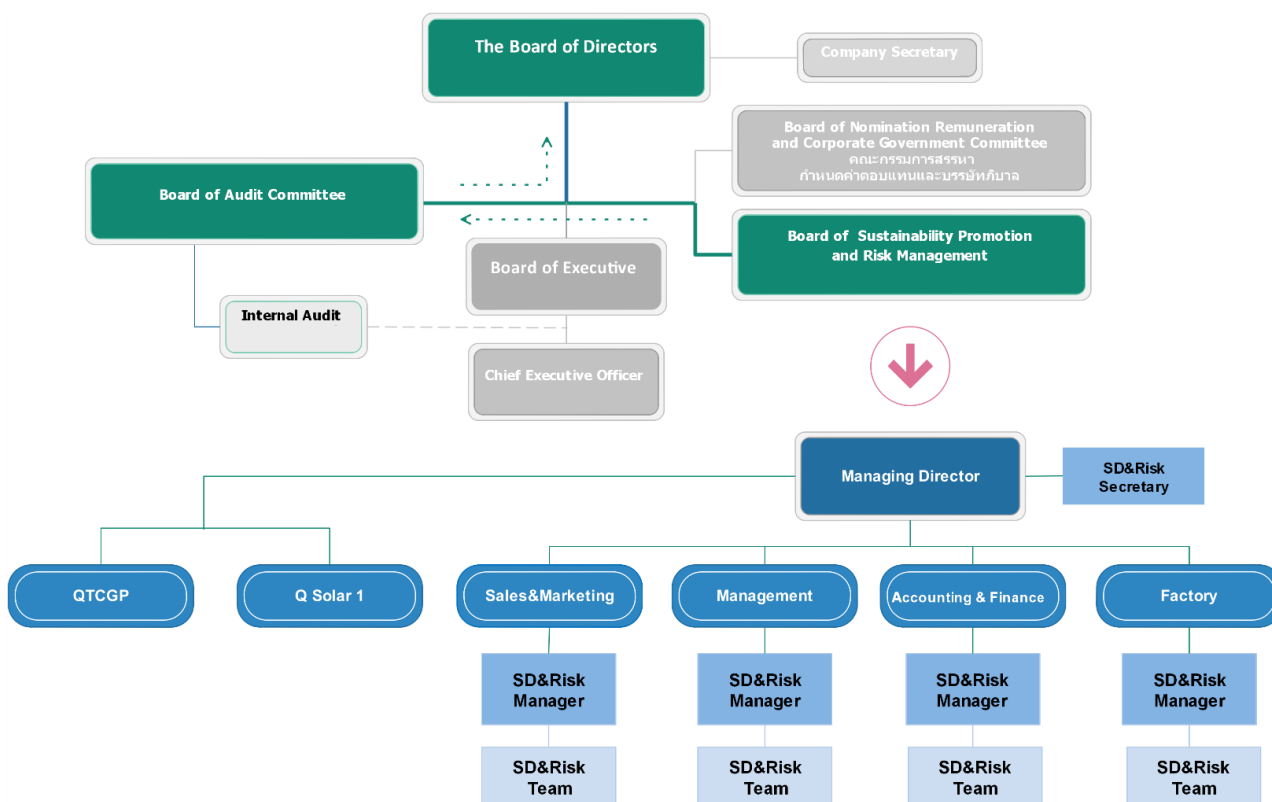 The Board of Directors
Company Secretary
Board of Nomination Remuneration
and Corporate Government Committee
คณะกรรมการสรรหา
กำหนดค่าตอบแทนและบรรษัทภิบาล
Board of Audit Committee
Board of Sustainability Promotion
and Risk Management
Board of Executive
Internal Audit
Chief Executive Officer
Managing Director
SD&Risk
Secretary
QTCGP
Q Solar 1
Sales&Marketing
Management
Accounting & Finance
Factory
SD&Risk
Manager
SD&Risk
Manager
SD&Risk
Manager
SD&Risk
Manager
SD&Risk
Team
SD&Risk
Team
SD&Risk
Team
SD&Risk
Team